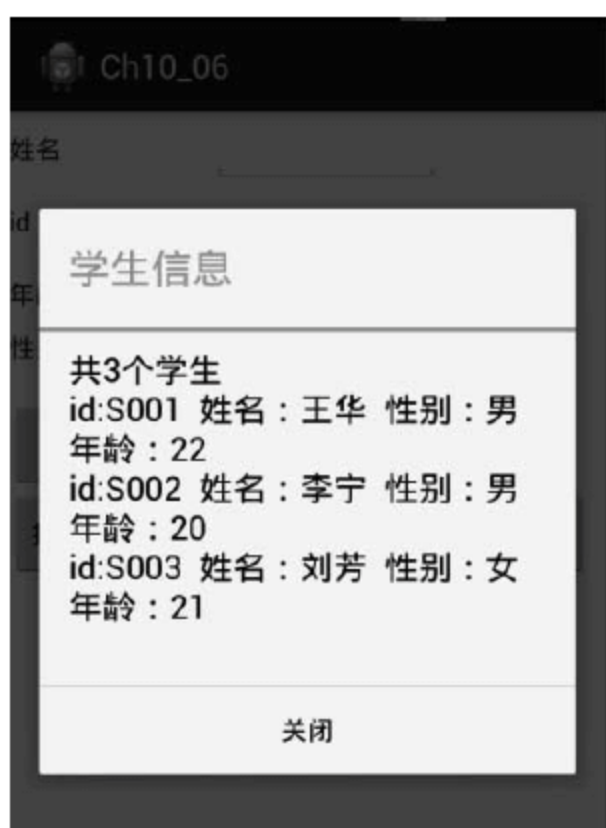 Ch10_06
姓名
id
年
性
学生信息
共3个学生
id:S001 姓名：王华 性别：男
年龄：22
id:S002 姓名：李宁 性别：男
年龄：20
id:S003 姓名：刘芳 性别：女
年龄：21
关闭